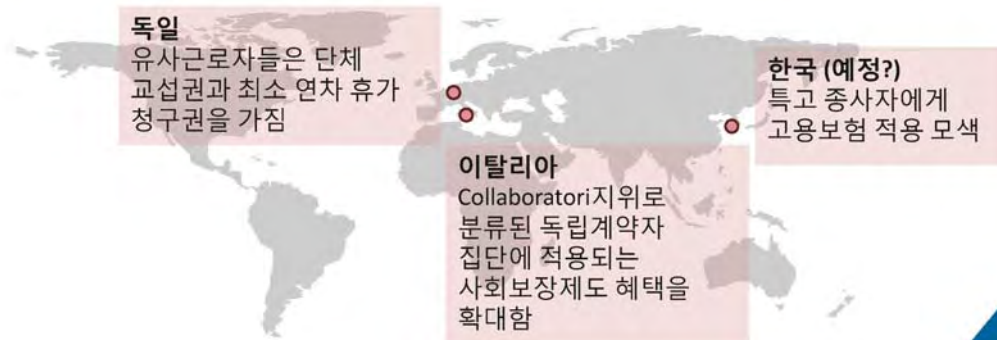 독일
유사근로자들은 단체
교섭권과 최소 연차 휴가
청구권을 가짐
한국 (예정?)
특고 종사자에게
고용보험 적용 모색
이탈리아
Collaboratori지위로
분류된 독립계약자
집단에 적용되는
사회보장제도 혜택을
확대함